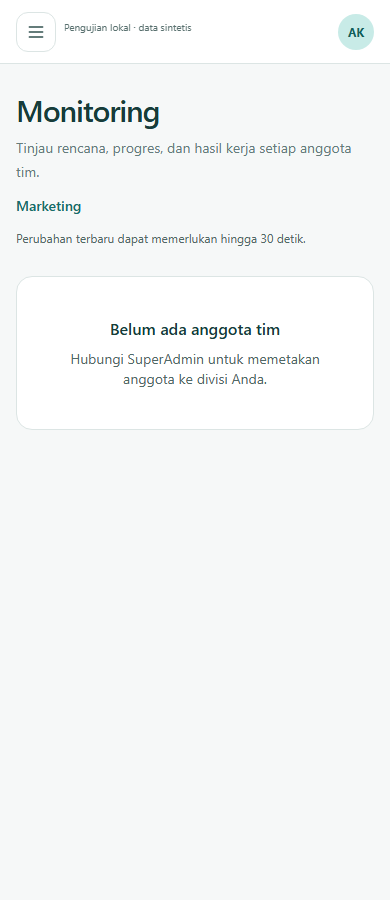 Pengujian lokal · data sintetis
AK
Monitoring
Tinjau rencana, progres, dan hasil kerja setiap anggota
tim.
Marketing
Perubahan terbaru dapat memerlukan hingga 30 detik.
Belum ada anggota tim
Hubungi SuperAdmin untuk memetakan
anggota ke divisi Anda.